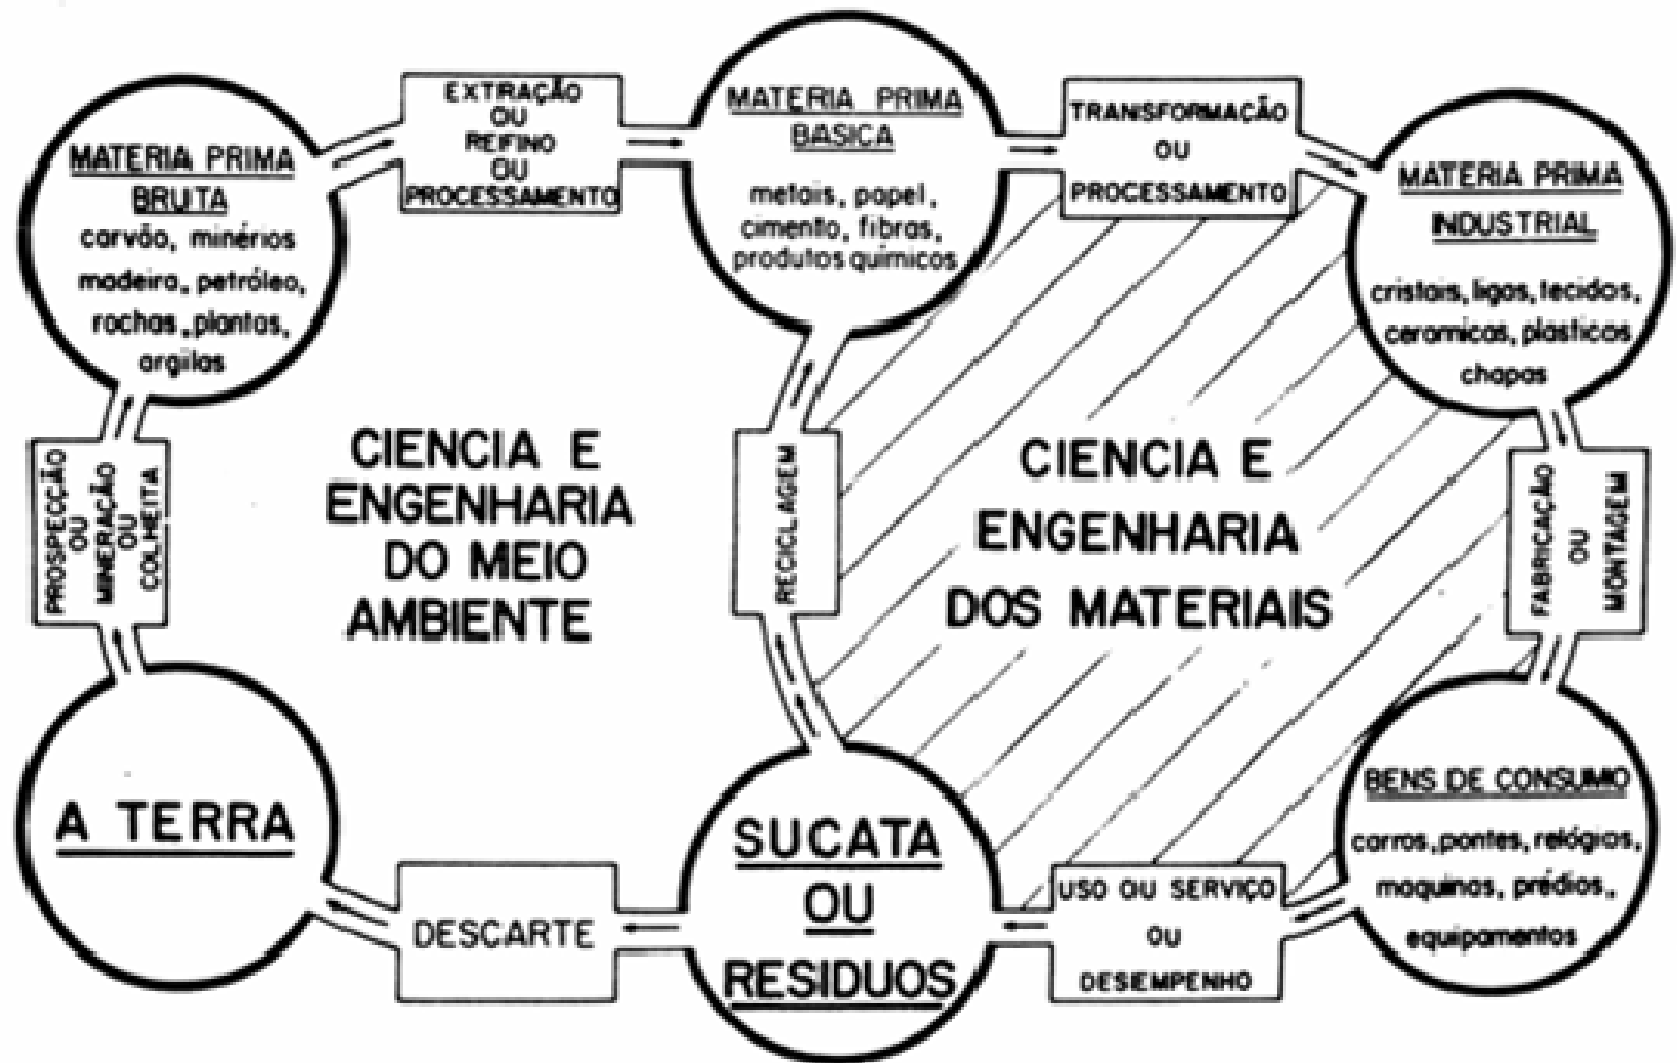 MATERIA PRIMA
BRUTA
carvão, minérios
madeira, petróleo,
rochas, plantas,
argilas
EXTRAÇÃO
OU
REFINO
OU
PROCESSAMENTO
MATERIA PRIMA
BASICA
metais, papel,
cimento, fibras,
produtos químicos
TRANSFORMAÇÃO
OU
PROCESSAMENTO
MATERIA PRIMA
INDUSTRIAL
cristais, ligas, tecidos,
ceramicas, plasticos
chapas
PROSPECÇÃO
OU
MINERAÇÃO
OU
COLHEITA
CIENCIA E
ENGENHARIA
DO MEIO
AMBIENTE
RECICLAGEM
CIENCIA E
ENGENHARIA
DOS MATERIAIS
FABRICAÇÃO
OU
MONTAGEM
A TERRA
DESCARTE
SUCATA
OU
RESIDUOS
USO OU SERVIÇO
OU
DESEMPENHO
BENS DE CONSUMO
carros, pontes, relógios,
maquinas, prédios,
equipamentos